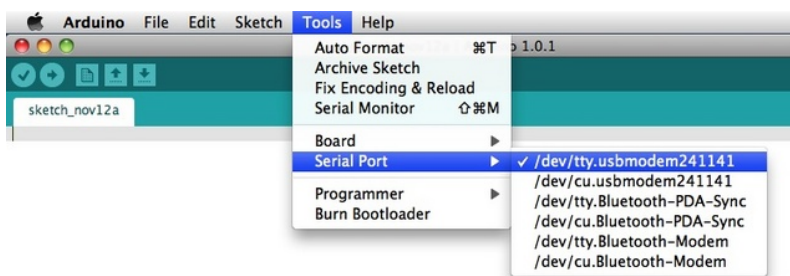 Arduino File Edit Sketch Tools Help
1.0.1
sketch_nov12a
Auto Format ⌘T
Archive Sketch
Fix Encoding & Reload
Serial Monitor ⇧⌘M
Board
Serial Port
Programmer
Burn Bootloader
✓ /dev/tty.usbmodem241141
/dev/cu.usbmodem241141
/dev/tty.Bluetooth-PDA-Sync
/dev/cu.Bluetooth-PDA-Sync
/dev/tty.Bluetooth-Modem
/dev/cu.Bluetooth-Modem